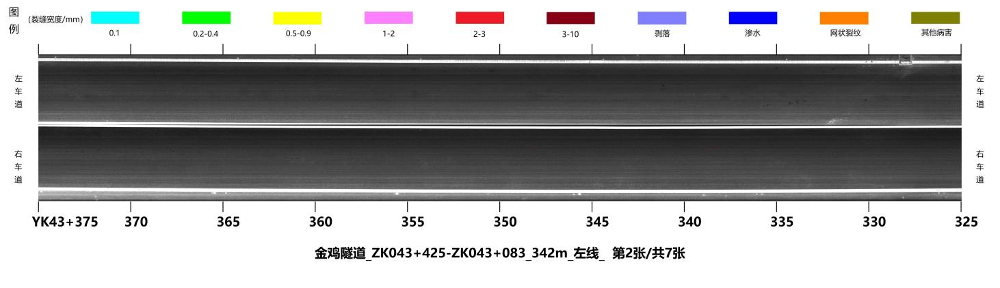 图例
(裂缝宽度/mm)
0.1 0.2-0.4 0.5-0.9 1-2 2-3 3-10 剥落 渗水 网状裂纹 其他病害
左车道 左车道
右车道 右车道
YK43+375 370 365 360 355 350 345 340 335 330 325
金鸡隧道_ZK043+425-ZK043+083_342m_左线_ 第2张/共7张